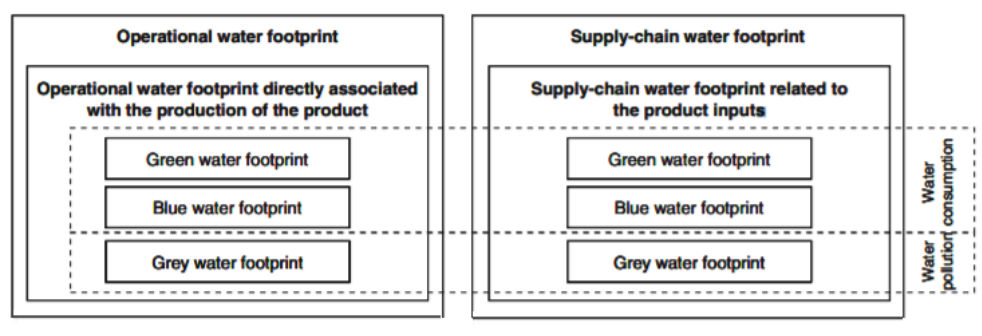 Operational water footprint
Operational water footprint directly associated
with the production of the product
Green water footprint
Blue water footprint
Grey water footprint
Supply-chain water footprint
Supply-chain water footprint related to
the product inputs
Green water footprint
Blue water footprint
Grey water footprint
Water
consumption
Water
pollution